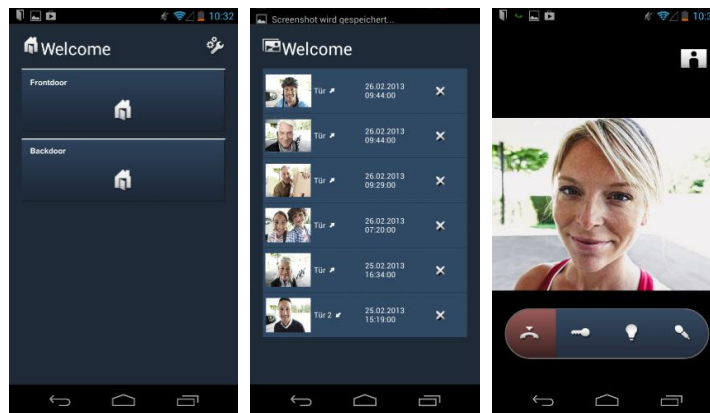 10:32
Welcome
Frontdoor
Backdoor
Screenshot wird gespeichert...
Welcome
Tür
26.02.2013
09:44:00
Tür
26.02.2013
09:44:00
Tür
26.02.2013
09:29:00
Tür
26.02.2013
07:20:00
Tür
25.02.2013
16:34:00
Tür 2
25.02.2013
15:19:00